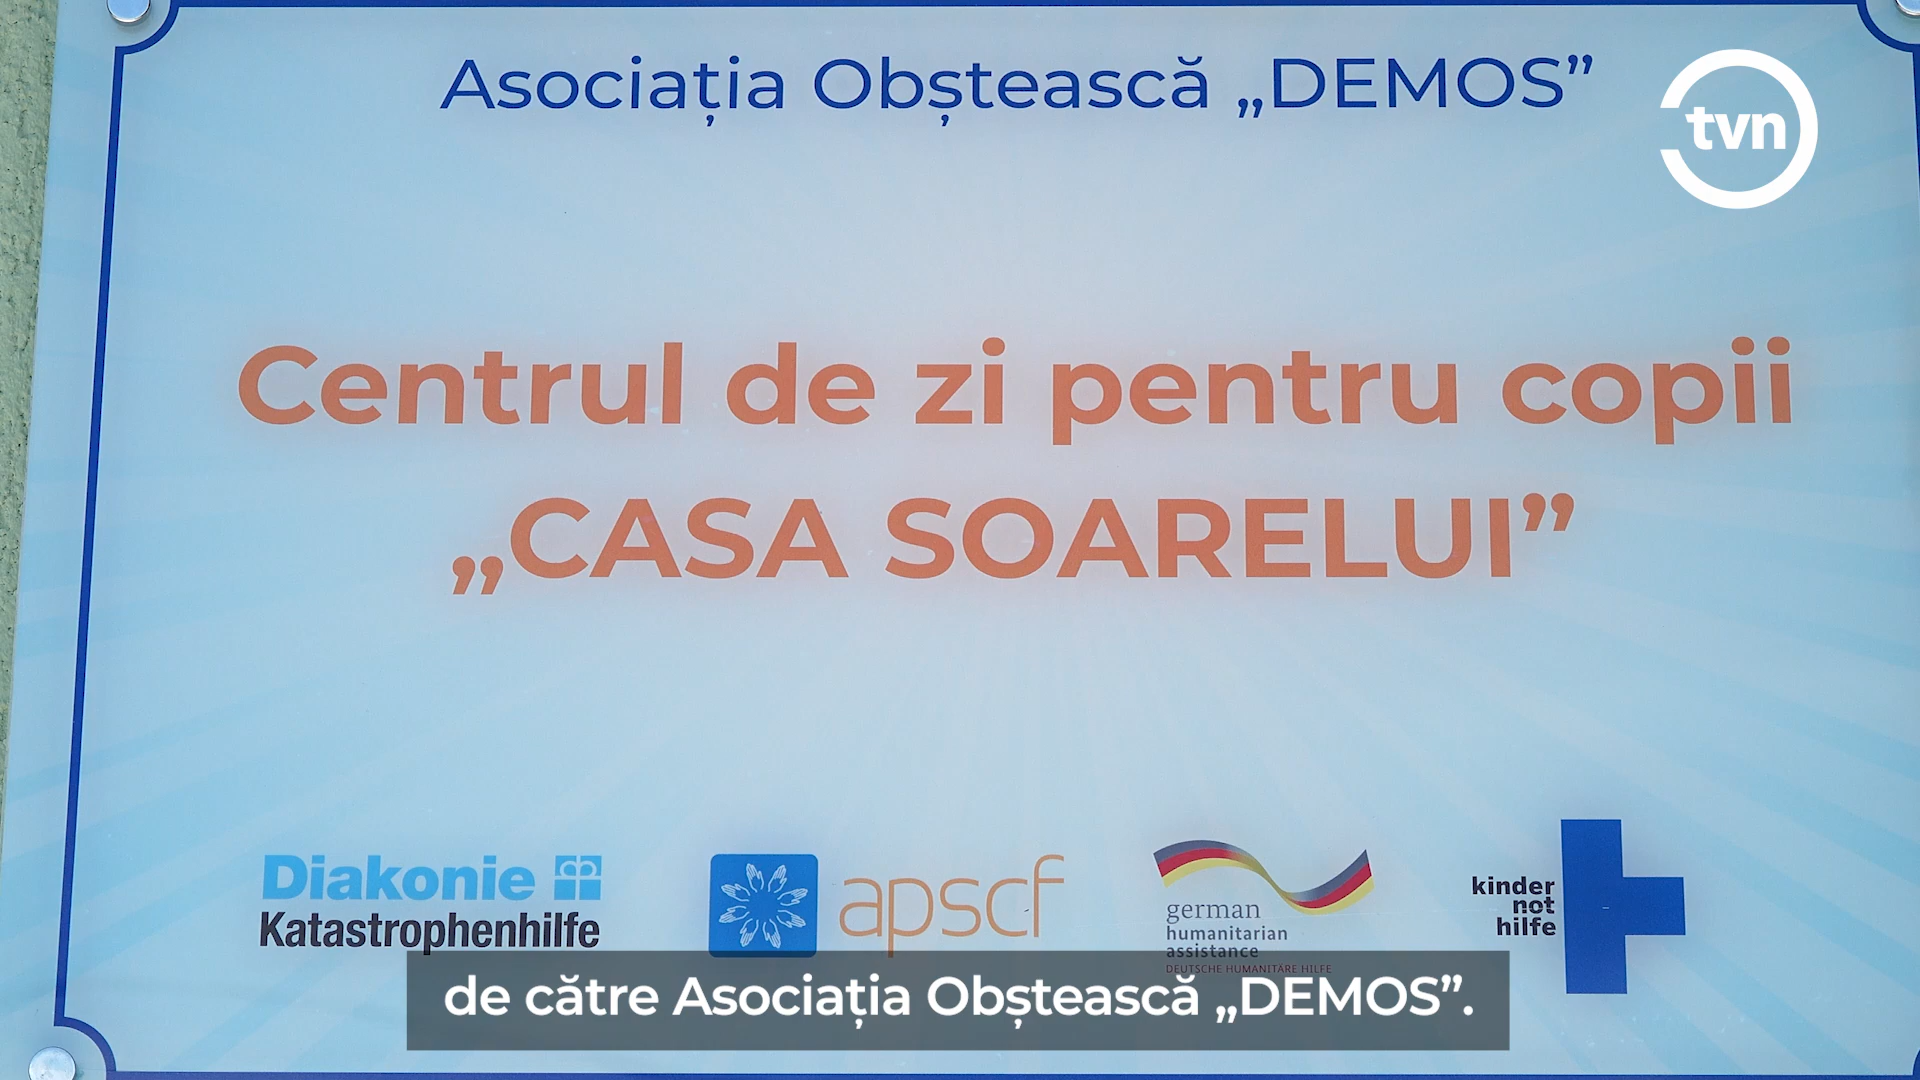 Asociația Obștească „DEMOS”
tvn
Centrul de zi pentru copii
„CASA SOARELUI”
Diakonie
Katastrophenhilfe
apscf
german
humanitarian
assistance
DEUTSCHE HUMANITÄRE HILFE
kinder
not
hilfe
de către Asociația Obștească „DEMOS”.